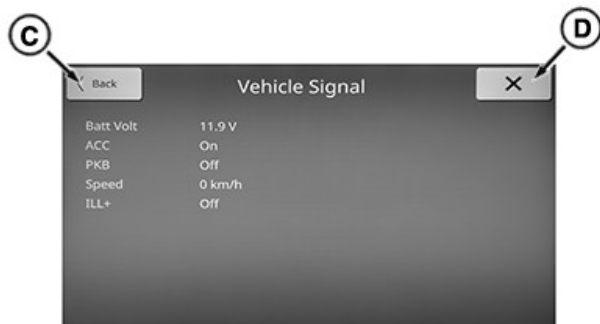 C D
Back Vehicle Signal X
Batt Volt 11.9 V
ACC On
PKB Off
Speed 0 km/h
ILL+ Off